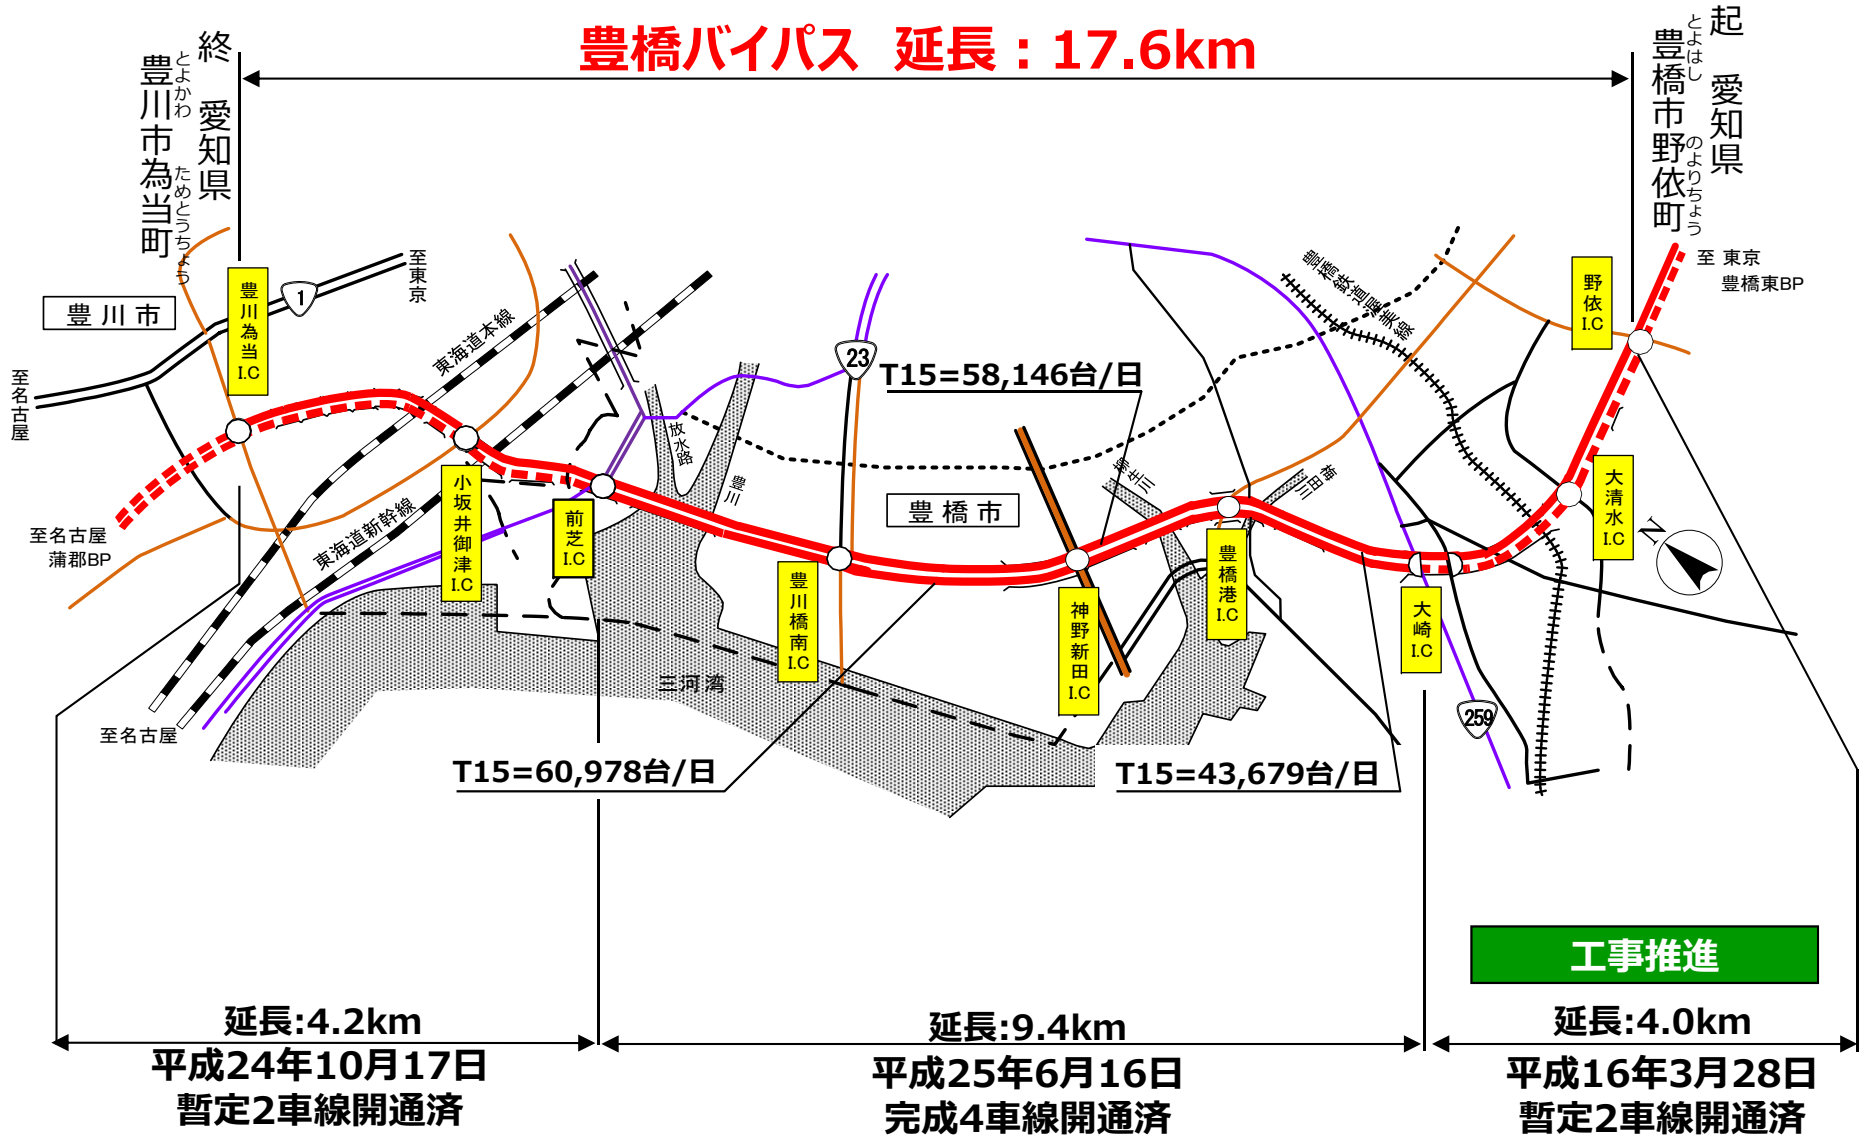 豊橋バイパス 延長：17.6km
起 愛知県
豊橋市野依町
とよはし のよりちょう
終 愛知県
豊川市為当町
とよかわ ためとうちょう
至 東京
豊橋東BP
至東京
1
豊川市
至名古屋
豊川為当I.C
東海道本線
東海道新幹線
至名古屋
蒲郡BP
至名古屋
小坂井御津I.C
前芝I.C
放水路
豊川
23
T15=58,146台/日
豊橋市
豊川橋南I.C
三河湾
神野新田I.C
柳生川
梅田川
豊橋港I.C
豊橋鉄道渥美線
野依I.C
大清水I.C
大崎I.C
259
N
T15=60,978台/日
T15=43,679台/日
工事推進
延長:4.2km
平成24年10月17日
暫定2車線開通済
延長:9.4km
平成25年6月16日
完成4車線開通済
延長:4.0km
平成16年3月28日
暫定2車線開通済